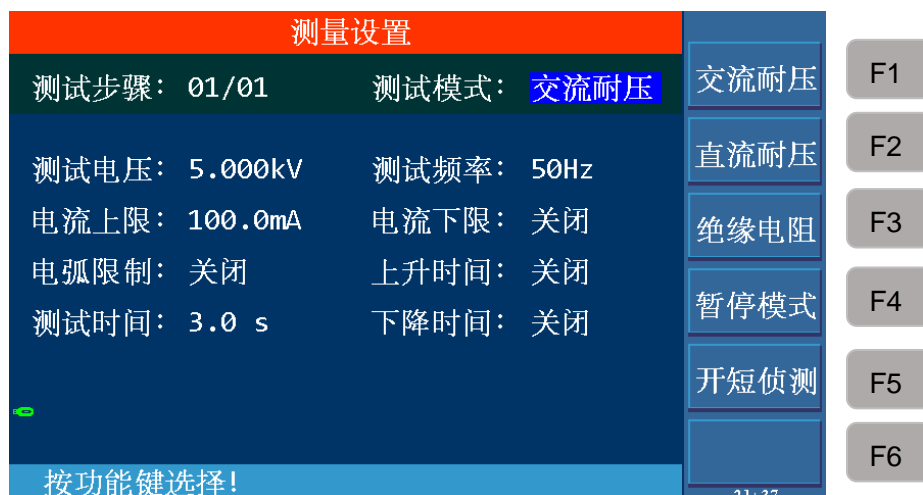 测量设置
测试步骤: 01/01 测试模式: 交流耐压
测试电压: 5.000kV 测试频率: 50Hz
电流上限: 100.0mA 电流下限: 关闭
电弧限制: 关闭 上升时间: 关闭
测试时间: 3.0 s 下降时间: 关闭
按功能键选择!
交流耐压 F1
直流耐压 F2
绝缘电阻 F3
暂停模式 F4
开短侦测 F5
F6